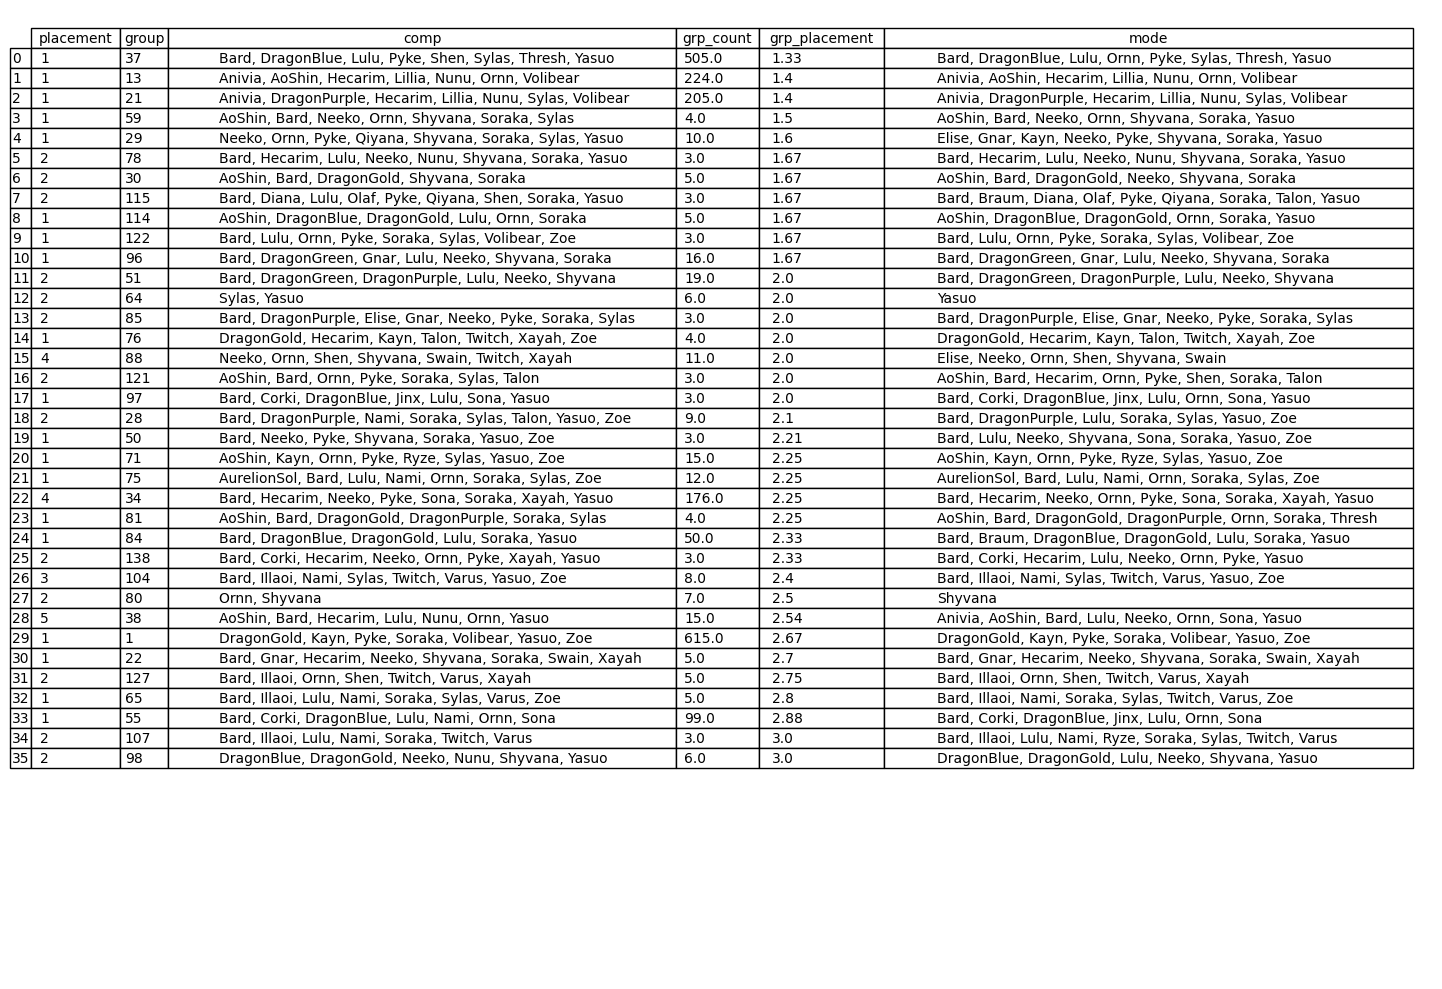 placement group comp grp_count grp_placement mode
0 1 37 Bard, DragonBlue, Lulu, Pyke, Shen, Sylas, Thresh, Yasuo 505.0 1.33 Bard, DragonBlue, Lulu, Ornn, Pyke, Sylas, Thresh, Yasuo
1 1 13 Anivia, AoShin, Hecarim, Lillia, Nunu, Ornn, Volibear 224.0 1.4 Anivia, AoShin, Hecarim, Lillia, Nunu, Ornn, Volibear
2 1 21 Anivia, DragonPurple, Hecarim, Lillia, Nunu, Sylas, Volibear 205.0 1.4 Anivia, DragonPurple, Hecarim, Lillia, Nunu, Sylas, Volibear
3 1 59 AoShin, Bard, Neeko, Ornn, Shyvana, Soraka, Sylas 4.0 1.5 AoShin, Bard, Neeko, Ornn, Shyvana, Soraka, Yasuo
4 1 29 Neeko, Ornn, Pyke, Qiyana, Shyvana, Soraka, Sylas, Yasuo 10.0 1.6 Elise, Gnar, Kayn, Neeko, Pyke, Shyvana, Soraka, Yasuo
5 2 78 Bard, Hecarim, Lulu, Neeko, Nunu, Shyvana, Soraka, Yasuo 3.0 1.67 Bard, Hecarim, Lulu, Neeko, Nunu, Shyvana, Soraka, Yasuo
6 2 30 AoShin, Bard, DragonGold, Shyvana, Soraka 5.0 1.67 AoShin, Bard, DragonGold, Neeko, Shyvana, Soraka
7 2 115 Bard, Diana, Lulu, Olaf, Pyke, Qiyana, Shen, Soraka, Yasuo 3.0 1.67 Bard, Braum, Diana, Olaf, Pyke, Qiyana, Soraka, Talon, Yasuo
8 1 114 AoShin, DragonBlue, DragonGold, Lulu, Ornn, Soraka 5.0 1.67 AoShin, DragonBlue, DragonGold, Ornn, Soraka, Yasuo
9 1 122 Bard, Lulu, Ornn, Pyke, Soraka, Sylas, Volibear, Zoe 3.0 1.67 Bard, Lulu, Ornn, Pyke, Soraka, Sylas, Volibear, Zoe
10 1 96 Bard, DragonGreen, Gnar, Lulu, Neeko, Shyvana, Soraka 16.0 1.67 Bard, DragonGreen, Gnar, Lulu, Neeko, Shyvana, Soraka
11 2 51 Bard, DragonGreen, DragonPurple, Lulu, Neeko, Shyvana 19.0 2.0 Bard, DragonGreen, DragonPurple, Lulu, Neeko, Shyvana
12 2 64 Sylas, Yasuo 6.0 2.0 Yasuo
13 2 85 Bard, DragonPurple, Elise, Gnar, Neeko, Pyke, Soraka, Sylas 3.0 2.0 Bard, DragonPurple, Elise, Gnar, Neeko, Pyke, Soraka, Sylas
14 1 76 DragonGold, Hecarim, Kayn, Talon, Twitch, Xayah, Zoe 4.0 2.0 DragonGold, Hecarim, Kayn, Talon, Twitch, Xayah, Zoe
15 4 88 Neeko, Ornn, Shen, Shyvana, Swain, Twitch, Xayah 11.0 2.0 Elise, Neeko, Ornn, Shen, Shyvana, Swain
16 2 121 AoShin, Bard, Ornn, Pyke, Soraka, Sylas, Talon 3.0 2.0 AoShin, Bard, Hecarim, Ornn, Pyke, Shen, Soraka, Talon
17 1 97 Bard, Corki, DragonBlue, Jinx, Lulu, Sona, Yasuo 3.0 2.0 Bard, Corki, DragonBlue, Jinx, Lulu, Ornn, Sona, Yasuo
18 2 28 Bard, DragonPurple, Nami, Soraka, Sylas, Talon, Yasuo, Zoe 9.0 2.1 Bard, DragonPurple, Lulu, Soraka, Sylas, Yasuo, Zoe
19 1 50 Bard, Neeko, Pyke, Shyvana, Soraka, Yasuo, Zoe 3.0 2.21 Bard, Lulu, Neeko, Shyvana, Sona, Soraka, Yasuo, Zoe
20 1 71 AoShin, Kayn, Ornn, Pyke, Ryze, Sylas, Yasuo, Zoe 15.0 2.25 AoShin, Kayn, Ornn, Pyke, Ryze, Sylas, Yasuo, Zoe
21 1 75 AurelionSol, Bard, Lulu, Nami, Ornn, Soraka, Sylas, Zoe 12.0 2.25 AurelionSol, Bard, Lulu, Nami, Ornn, Soraka, Sylas, Zoe
22 4 34 Bard, Hecarim, Neeko, Pyke, Sona, Soraka, Xayah, Yasuo 176.0 2.25 Bard, Hecarim, Neeko, Ornn, Pyke, Sona, Soraka, Xayah, Yasuo
23 1 81 AoShin, Bard, DragonGold, DragonPurple, Soraka, Sylas 4.0 2.25 AoShin, Bard, DragonGold, DragonPurple, Ornn, Soraka, Thresh
24 1 84 Bard, DragonBlue, DragonGold, Lulu, Soraka, Yasuo 50.0 2.33 Bard, Braum, DragonBlue, DragonGold, Lulu, Soraka, Yasuo
25 2 138 Bard, Corki, Hecarim, Neeko, Ornn, Pyke, Xayah, Yasuo 3.0 2.33 Bard, Corki, Hecarim, Lulu, Neeko, Ornn, Pyke, Yasuo
26 3 104 Bard, Illaoi, Nami, Sylas, Twitch, Varus, Yasuo, Zoe 8.0 2.4 Bard, Illaoi, Nami, Sylas, Twitch, Varus, Yasuo, Zoe
27 2 80 Ornn, Shyvana 7.0 2.5 Shyvana
28 5 38 AoShin, Bard, Hecarim, Lulu, Nunu, Ornn, Yasuo 15.0 2.54 Anivia, AoShin, Bard, Lulu, Neeko, Ornn, Sona, Yasuo
29 1 1 DragonGold, Kayn, Pyke, Soraka, Volibear, Yasuo, Zoe 615.0 2.67 DragonGold, Kayn, Pyke, Soraka, Volibear, Yasuo, Zoe
30 1 22 Bard, Gnar, Hecarim, Neeko, Shyvana, Soraka, Swain, Xayah 5.0 2.7 Bard, Gnar, Hecarim, Neeko, Shyvana, Soraka, Swain, Xayah
31 2 127 Bard, Illaoi, Ornn, Shen, Twitch, Varus, Xayah 5.0 2.75 Bard, Illaoi, Ornn, Shen, Twitch, Varus, Xayah
32 1 65 Bard, Illaoi, Lulu, Nami, Soraka, Sylas, Varus, Zoe 5.0 2.8 Bard, Illaoi, Nami, Soraka, Sylas, Twitch, Varus, Zoe
33 1 55 Bard, Corki, DragonBlue, Lulu, Nami, Ornn, Sona 99.0 2.88 Bard, Corki, DragonBlue, Jinx, Lulu, Ornn, Sona
34 2 107 Bard, Illaoi, Lulu, Nami, Soraka, Twitch, Varus 3.0 3.0 Bard, Illaoi, Lulu, Nami, Ryze, Soraka, Sylas, Twitch, Varus
35 2 98 DragonBlue, DragonGold, Neeko, Nunu, Shyvana, Yasuo 6.0 3.0 DragonBlue, DragonGold, Lulu, Neeko, Shyvana, Yasuo